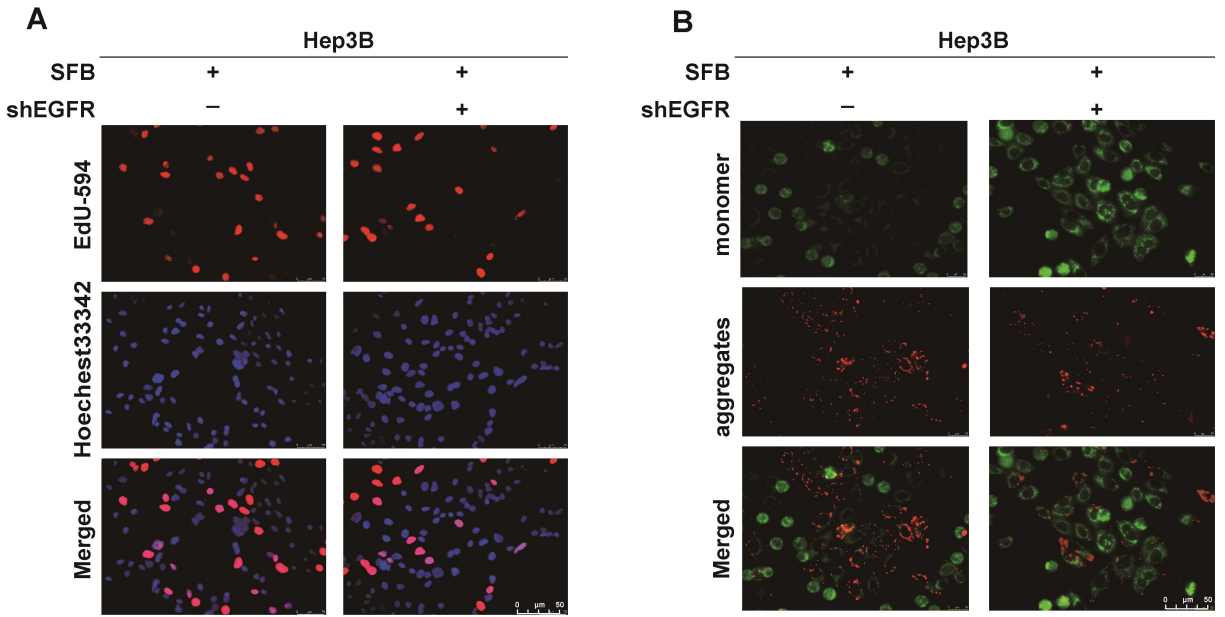 A
Hep3B
SFB + +
shEGFR – +
EdU-594
Hoechest33342
Merged
0 µm 50
B
Hep3B
SFB + +
shEGFR – +
monomer
aggregates
Merged
0 µm 50